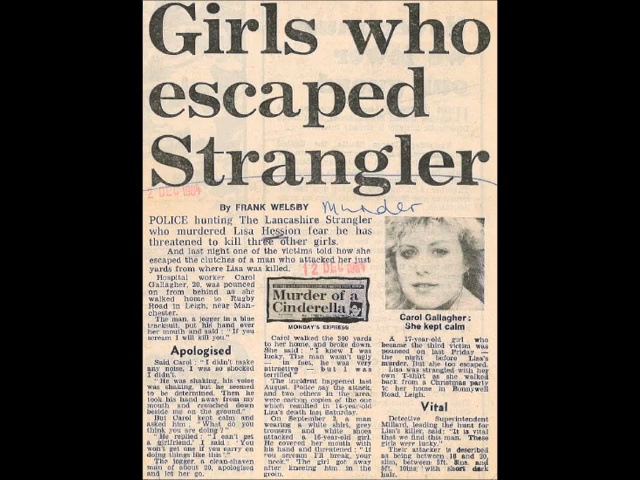 Girls who
escaped
Strangler
2 DEC 1984
By FRANK WELSBY
Murder
POLICE hunting The Lancashire Strangler
who murdered Lisa Hession fear he has
threatened to kill three other girls.
And last night one of the victims told how she
escaped the clutches of a man who attacked her just
yards from where Lisa was killed.
Hospital worker Carol
Gallagher, 20, was pounced
on from behind as she
walked home to Rugby
Road in Leigh, near Man-
chester.
The man, a jogger in a blue
tracksuit, put his hand over
her mouth and said: "If you
scream I will kill you."
Apologised
Said Carol: "I didn't make
any noise, I was so shocked
I didn't.
"He was shaking, his voice
was shaking, but he seemed
to be determined. Then he
took his hand away from my
mouth and crouched down
beside me on the ground."
But Carol kept calm and
asked him: "What do you
think you are doing?"
"He replied: 'I can't get
a girlfriend.' I said: 'You
won't get one if you carry on
doing things like this'."
The jogger, a clean-shaven
man of about 20, apologised
and let her go.
12 DEC 1984
Murder of a
Cinderella
MONDAY'S EXPRESS
Carol walked the 360 yards
to her home, and broke down.
She said: "I knew I was
lucky. The man wasn't ugly
— in fact, he was very
attractive — but I was
terrified."
The incident happened last
August. Police say the attack,
and two others in the area,
were carbon copies of the one
which resulted in 14-year-old
Lisa's death last Saturday.
On September 2, a man
wearing a white shirt, grey
trousers and white shoes
attacked a 16-year-old girl.
He covered her mouth with
his hand and threatened: "If
you scream I'll break your
neck." The girl got away
after kneeing him in the
groin.
Carol Gallagher:
She kept calm
A 17-year-old girl who
became the third victim was
pounced on last Friday —
the night before Lisa's
murder. But she too escaped.
Lisa was strangled with her
own T-shirt as she walked
back from a Christmas party
to her home in Bonnywell
Road, Leigh.
Vital
Detective Superintendent
Millard, leading the hunt for
Lisa's killer, said: "It is vital
that we find this man. These
girls were lucky."
Their attacker is described
as being between 18 and 20,
slim, between 5ft. 8ins. and
5ft. 10ins. with short dark
hair.